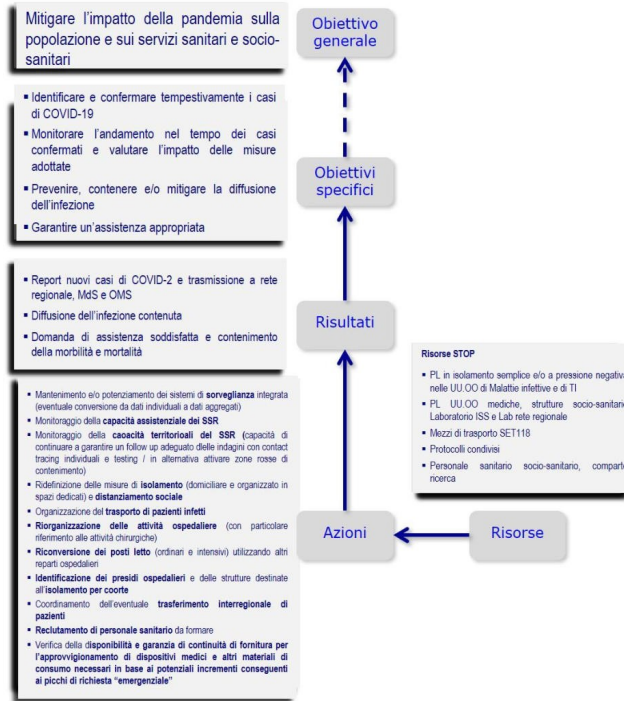 Mitigare l'impatto della pandemia sulla
popolazione e sui servizi sanitari e socio-
sanitari
Obiettivo
generale
▪ Identificare e confermare tempestivamente i casi
di COVID-19
▪ Monitorare l'andamento nel tempo dei casi
confermati e valutare l'impatto delle misure
adottate
▪ Prevenire, contenere e/o mitigare la diffusione
dell'infezione
▪ Garantire un'assistenza appropriata
Obiettivi
specifici
▪ Report nuovi casi di COVID-2 e trasmissione a rete
regionale, MdS e OMS
▪ Diffusione dell'infezione contenuta
▪ Domanda di assistenza soddisfatta e contenimento
della morbilità e mortalità
Risultati
▪ Mantenimento e/o potenziamento dei sistemi di sorveglianza integrata
(eventuale conversione da dati individuali a dati aggregati)
▪ Monitoraggio della capacità assistenziale dei SSR
▪ Monitoraggio della caoacità territorioali del SSR (capacità di
continuare a garantire un follow up adeguato dlelle indagini con contact
tracing individuali e testing / in alternativa attivare zone rosse di
contenimento)
▪ Ridefinizione delle misure di isolamento (domiciliare e organizzato in
spazi dedicati) e distanziamento sociale
▪ Organizzazione del trasporto di pazienti infetti
▪ Riorganizzazione delle attività ospedaliere (con particolare
riferimento alle attività chirurgiche)
▪ Riconversione dei posti letto (ordinari e intensivi) utilizzando altri
reparti ospedalieri
▪ Identificazione dei presidi ospedalieri e delle strutture destinate
all'isolamento per coorte
▪ Coordinamento dell'eventuale trasferimento interregionale di
pazienti
▪ Reclutamento di personale sanitario da formare
▪ Verifica della disponibilità e garanzia di continuità di fornitura per
l'approvvigionamento di dispositivi medici e altri materiali di
consumo necessari in base ai potenziali incrementi conseguenti
ai picchi di richiesta "emergenziale"
Azioni
Risorse
Risorse STOP
▪ PL in isolamento semplice e/o a pressione negativa
nelle UU.OO di Malattie infettive e di TI
▪ PL UU.OO mediche, strutture socio-sanitarie
Laboratorio ISS e Lab rete regionale
▪ Mezzi di trasporto SET118
▪ Protocolli condivisi
▪ Personale sanitario socio-sanitario, comparto
ricerca